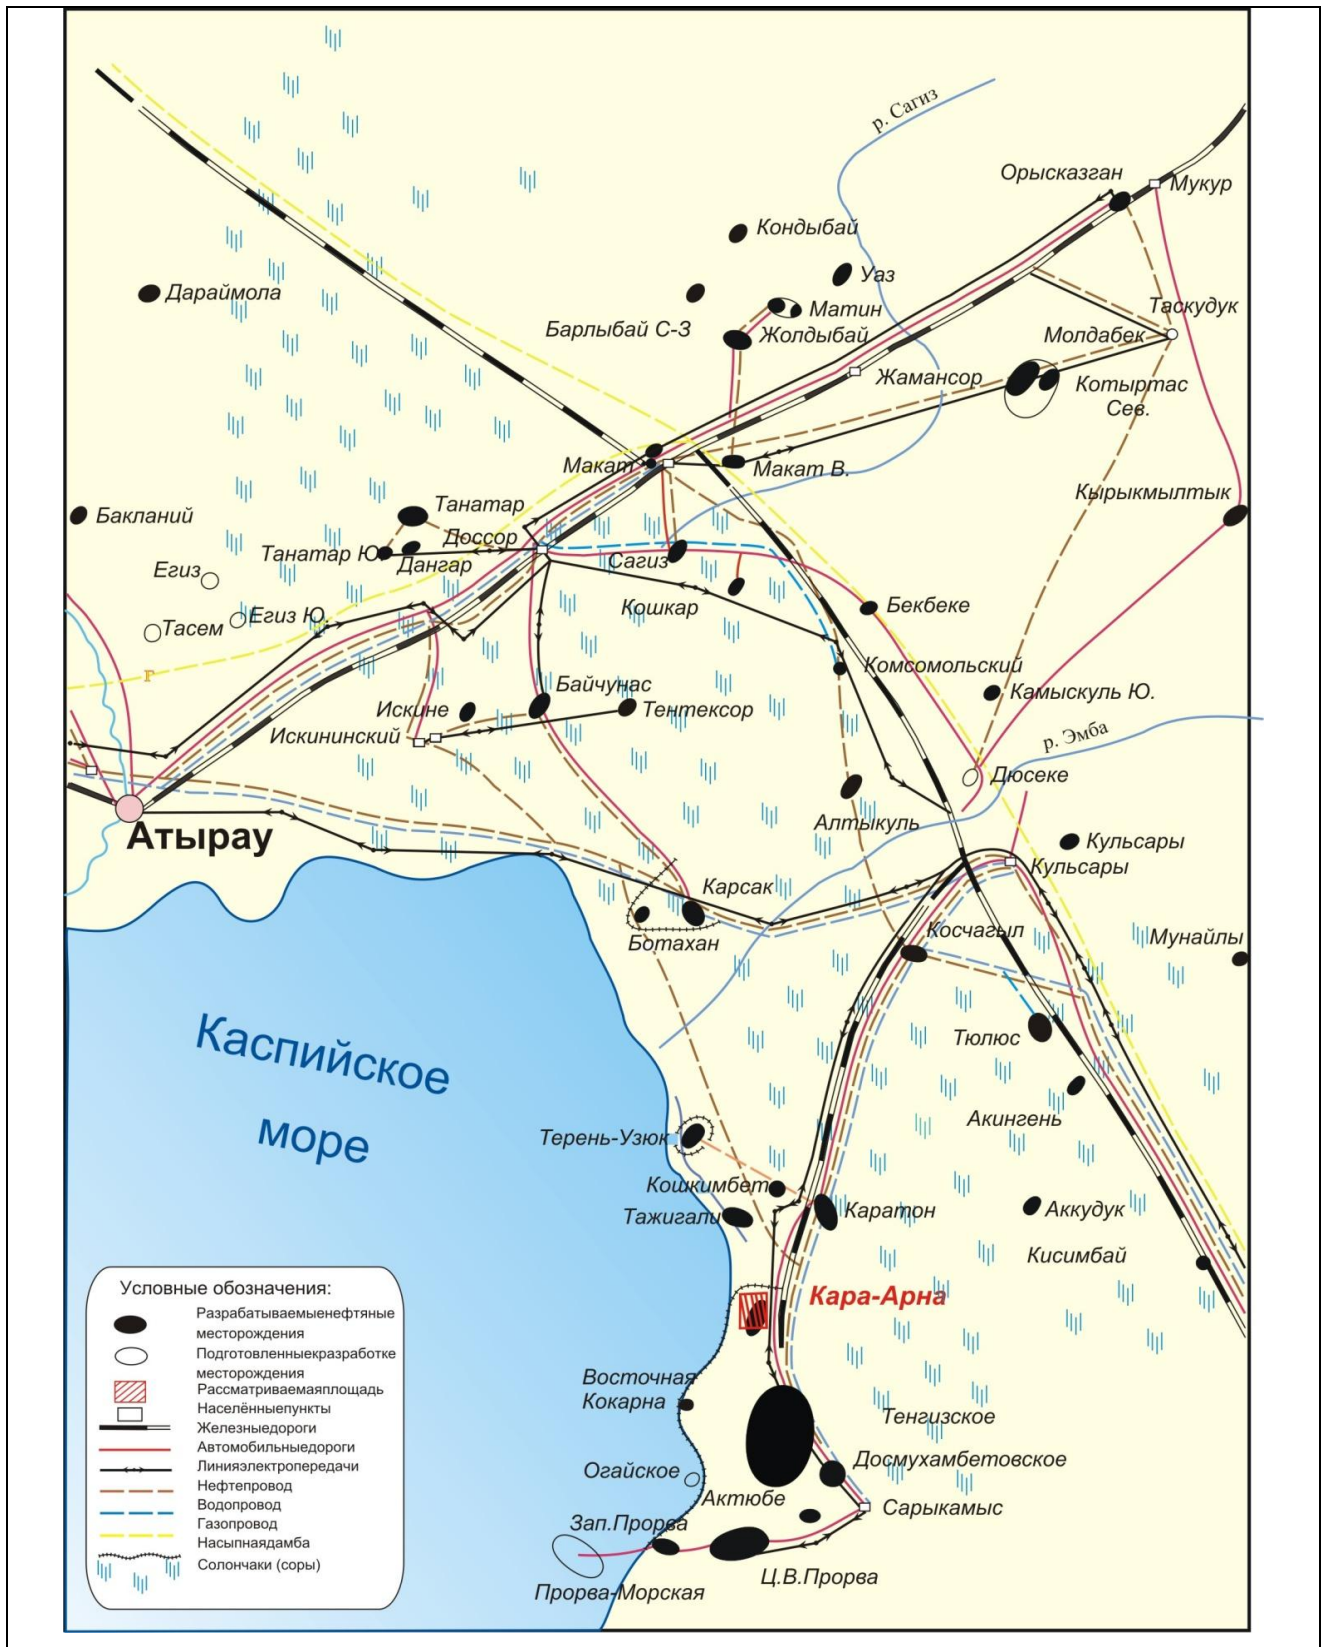 р. Сагиз
Орысказган
Мукур
Кондыбай
Уаз
Дараймола
Матин
Таскудук
Барлыбай С-З
Жолдыбай
Молдабек
Жамансор
Котыртас
Сев.
Макат
Макат В.
Кырыкмылтык
Танатар
Бакланий
Доссор
Танатар Ю.
Дангар
Сагиз
Егиз
Кошкар
Бекбеке
Егиз Ю.
Тасем
Комсомольский
Р
Байчунас
Камыскуль Ю.
Искине
Тентексор
Искининский
р. Эмба
Дюсеке
Алтыкуль
Атырау
Кульсары
Кульсары
Карсак
Косчагыл
Ботахан
Мунайлы
Каспийское
море
Тюлюс
Акингень
Терень-Узюк
Кошкимбет
Тажигали
Каратон
Аккудук
Кисимбай
Кара-Арна
Восточная
Кокарна
Тенгизское
Досмухамбетовское
Огайское
Актюбе
Сарыкамыс
Зап.Прорва
Ц.В.Прорва
Прорва-Морская
Условные обозначения:
Разрабатываемыенефтяные
месторождения
Подготовленныекразработке
месторождения
Рассматриваемаяплощадь
Населённыепункты
Железныедороги
Автомобильныедороги
Линияэлектропередачи
Нефтепровод
Водопровод
Газопровод
Насыпнаядамба
Солончаки (соры)